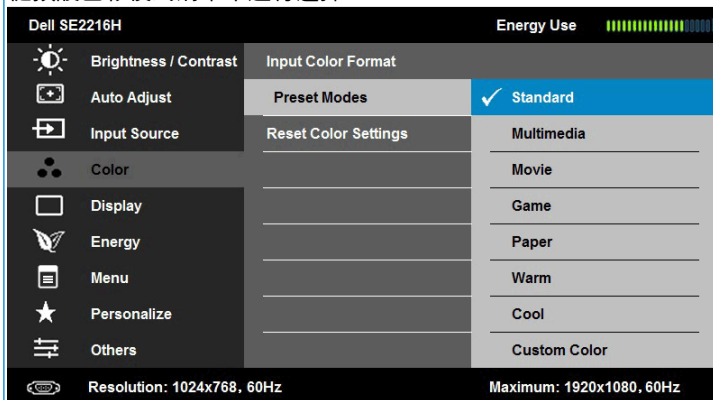 Dell SE2216H Energy Use
Brightness / Contrast Input Color Format
Auto Adjust Preset Modes Standard
Input Source Reset Color Settings Multimedia
Color Movie
Display Game
Energy Paper
Menu Warm
Personalize Cool
Others Custom Color
Resolution: 1024x768, 60Hz Maximum: 1920x1080, 60Hz